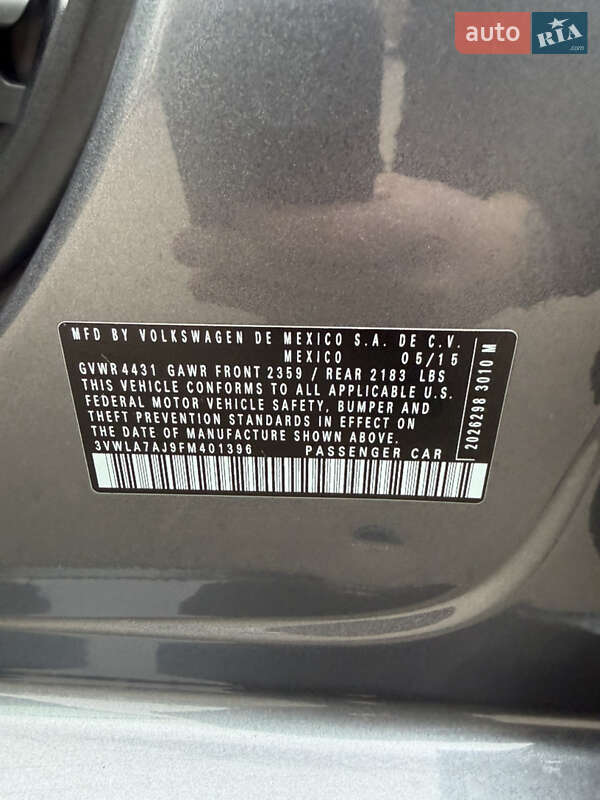 auto RIA .com
MFD BY VOLKSWAGEN DE MEXICO S.A. DE C.V.
MEXICO 05/15
GVWR 4431 GAWR FRONT 2359 / REAR 2183 LBS
THIS VEHICLE CONFORMS TO ALL APPLICABLE U.S.
FEDERAL MOTOR VEHICLE SAFETY, BUMPER AND
THEFT PREVENTION STANDARDS IN EFFECT ON
THE DATE OF MANUFACTURE SHOWN ABOVE.
3VWLA7AJ9FM401396 PASSENGER CAR
2026298 3010 M